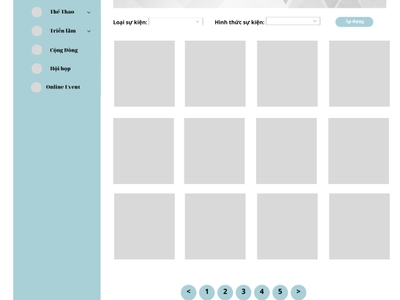 Thể Thao
Triển lãm
Cộng Đồng
Hội họp
Online Event
Loại sự kiện:
Hình thức sự kiện:
Áp dụng
< 1 2 3 4 5 >